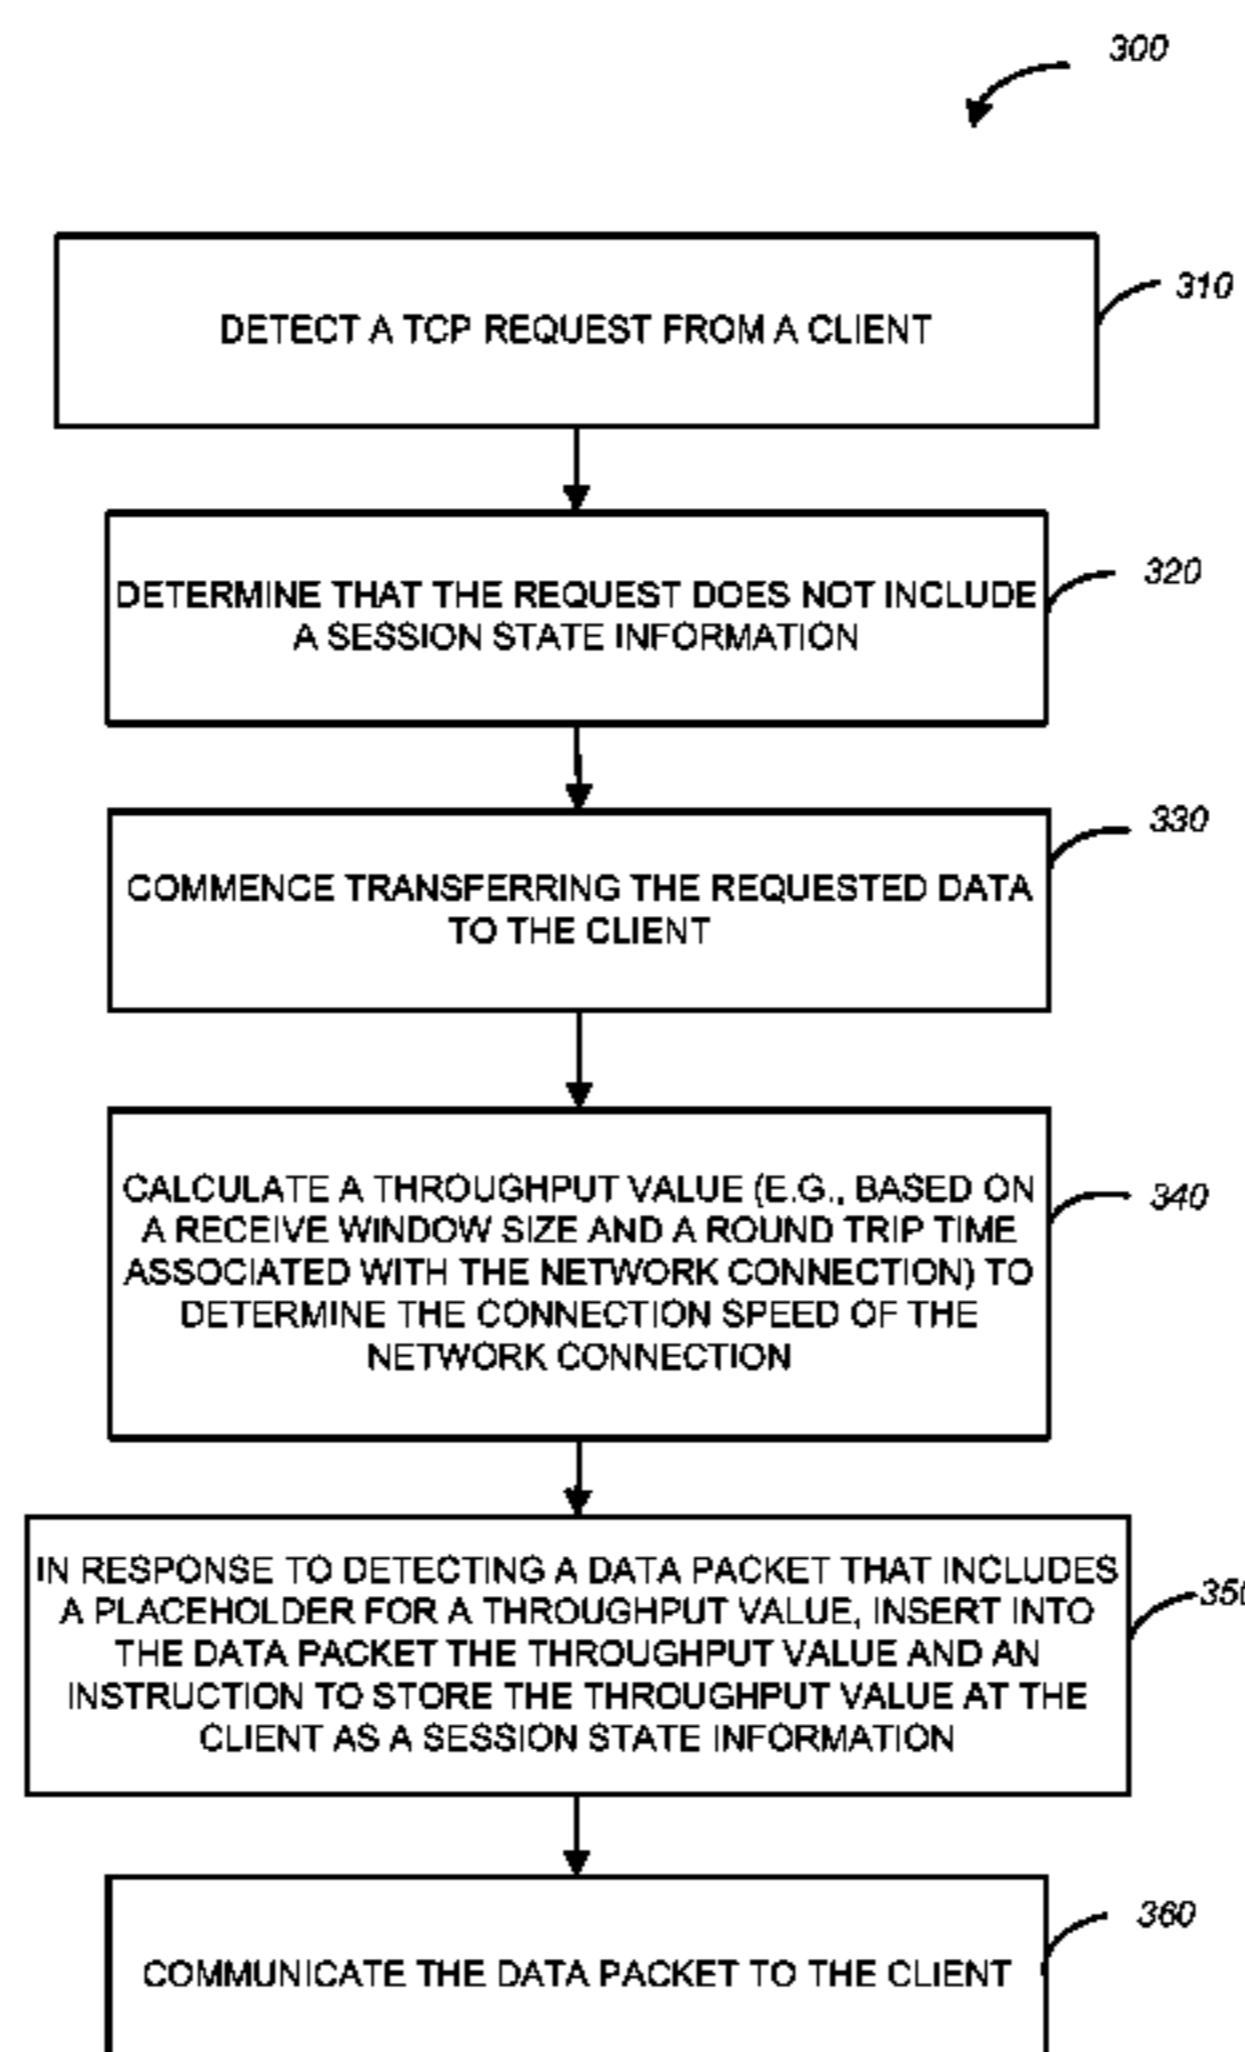 300
DETECT A TCP REQUEST FROM A CLIENT
310
DETERMINE THAT THE REQUEST DOES NOT INCLUDE
A SESSION STATE INFORMATION
320
COMMENCE TRANSFERRING THE REQUESTED DATA
TO THE CLIENT
330
CALCULATE A THROUGHPUT VALUE (E.G., BASED ON
A RECEIVE WINDOW SIZE AND A ROUND TRIP TIME
ASSOCIATED WITH THE NETWORK CONNECTION) TO
DETERMINE THE CONNECTION SPEED OF THE
NETWORK CONNECTION
340
IN RESPONSE TO DETECTING A DATA PACKET THAT INCLUDES
A PLACEHOLDER FOR A THROUGHPUT VALUE, INSERT INTO
THE DATA PACKET THE THROUGHPUT VALUE AND AN
INSTRUCTION TO STORE THE THROUGHPUT VALUE AT THE
CLIENT AS A SESSION STATE INFORMATION
350
COMMUNICATE THE DATA PACKET TO THE CLIENT
360